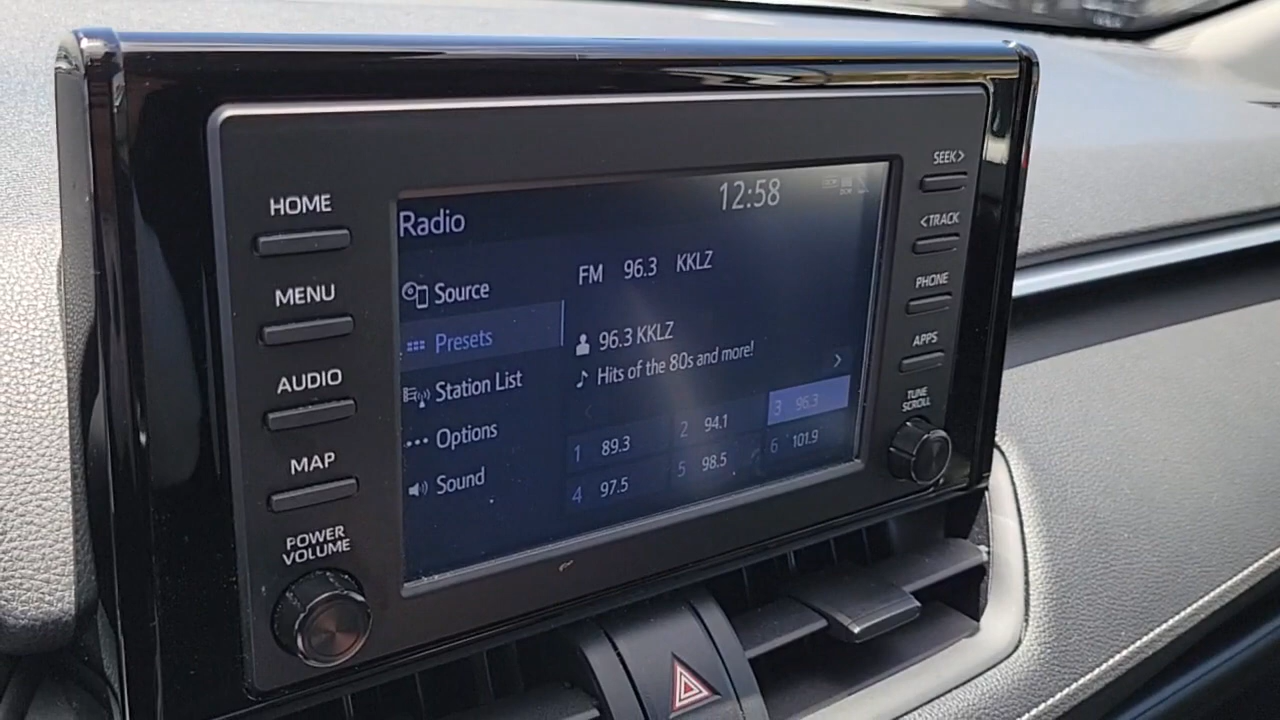 HOME
MENU
AUDIO
MAP
POWER
VOLUME
Radio
12:58
Source
Presets
Station List
Options
Sound
FM 96.3 KKLZ
96.3 KKLZ
Hits of the 80s and more!
1 89.3
2 94.1
3 96.3
4 97.5
5 98.5
6 101.9
SEEK>
<TRACK
PHONE
APPS
TUNE
SCROLL